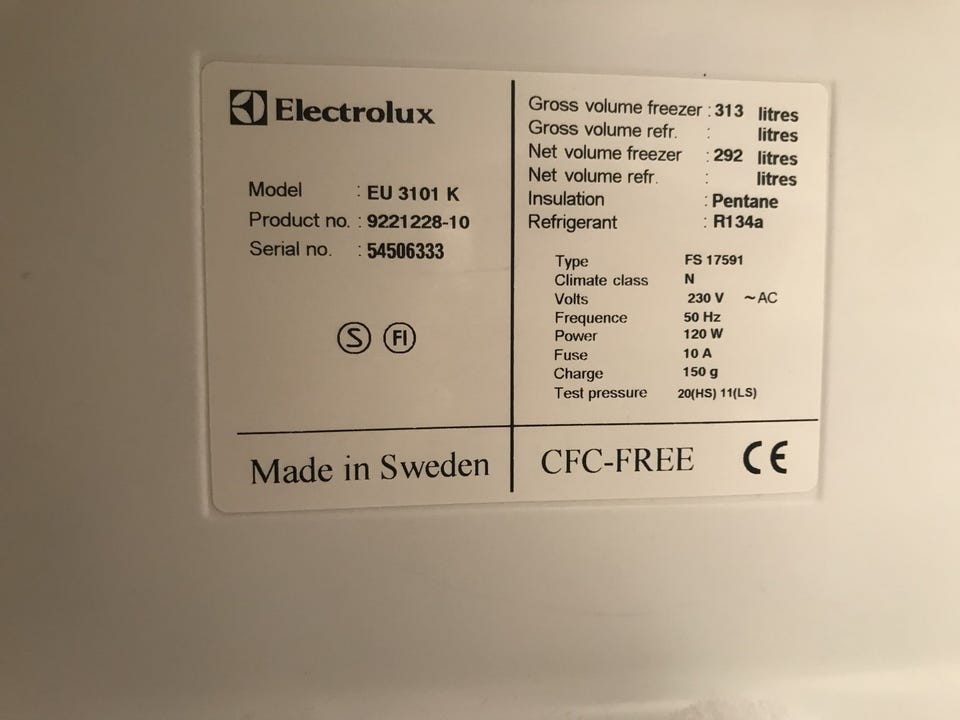 Electrolux
Model : EU 3101 K
Product no. : 9221228-10
Serial no. : 54506333
S FI
Made in Sweden
Gross volume freezer : 313 litres
Gross volume refr. : litres
Net volume freezer : 292 litres
Net volume refr. : litres
Insulation : Pentane
Refrigerant : R134a
Type FS 17591
Climate class N
Volts 230 V ~AC
Frequence 50 Hz
Power 120 W
Fuse 10 A
Charge 150 g
Test pressure 20(HS) 11(LS)
CFC-FREE CE